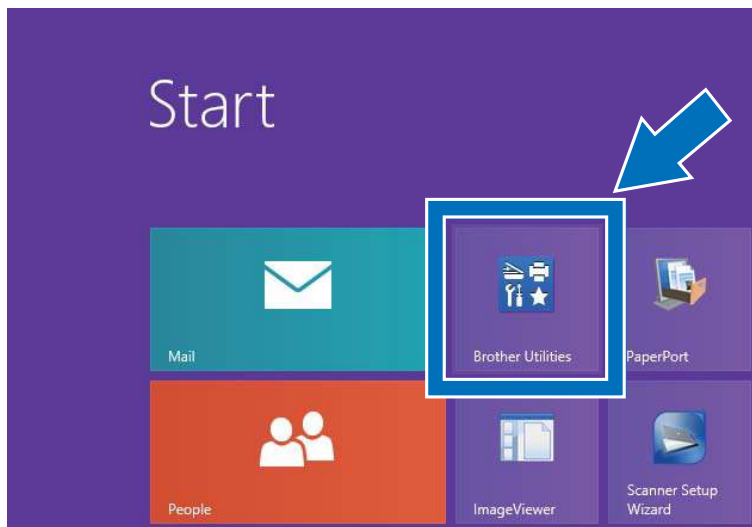 Start
Mail
Brother Utilities
PaperPort
People
ImageViewer
Scanner Setup
Wizard